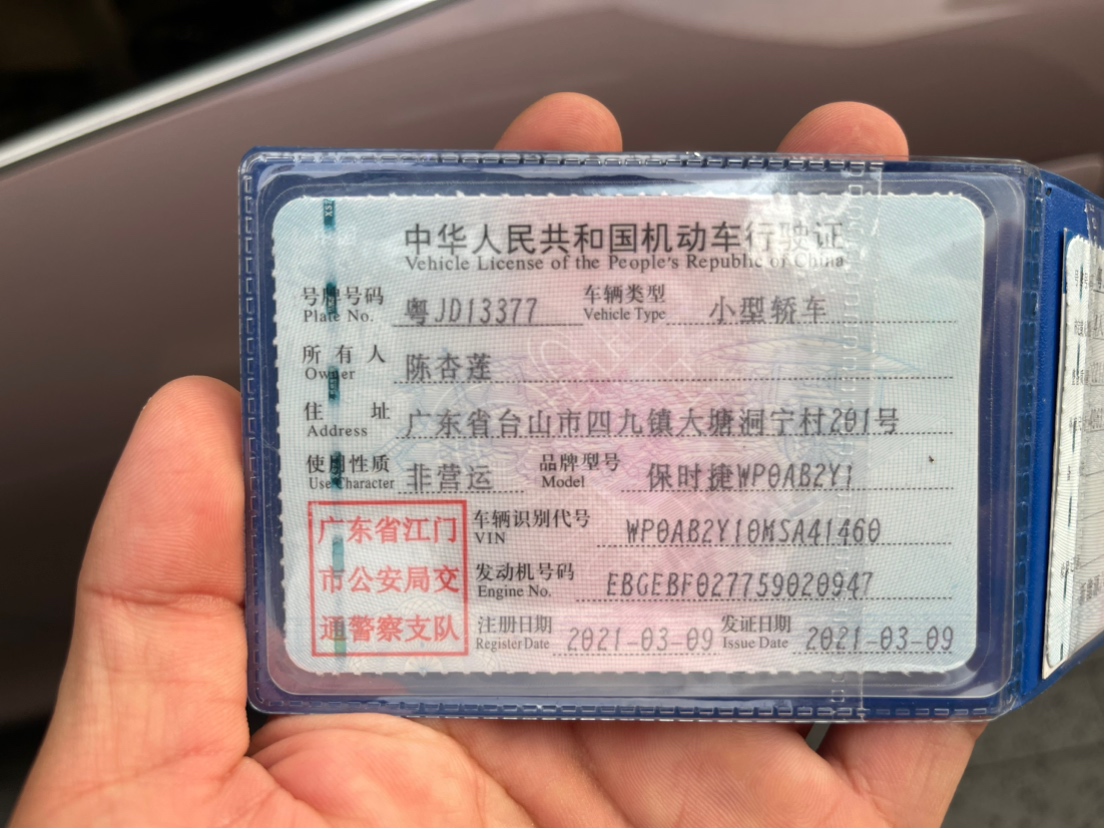 中华人民共和国机动车行驶证
Vehicle License of the People's Republic of China
号牌号码 粤JD13377 车辆类型 小型轿车
Plate No. Vehicle Type
所有人 陈杏莲
Owner
住址 广东省台山市四九镇大塘洞宁村201号
Address
使用性质 非营运 品牌型号 保时捷WP0AB2Y1
Use Character Model
广东省江门 车辆识别代号 WP0AB2Y10MSA41460
VIN
市公安局交 发动机号码 EBGEBF027759020947
Engine No.
通警察支队 注册日期 2021-03-09 发证日期 2021-03-09
Register Date Issue Date